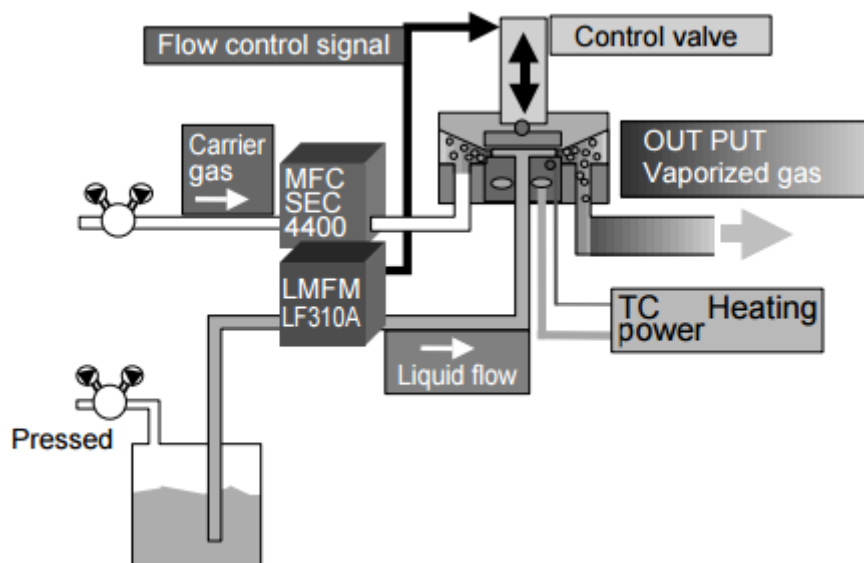 Flow control signal
Control valve
Carrier
gas
MFC
SEC
4400
OUT PUT
Vaporized gas
LMFM
LF310A
TC Heating
power
Liquid flow
Pressed